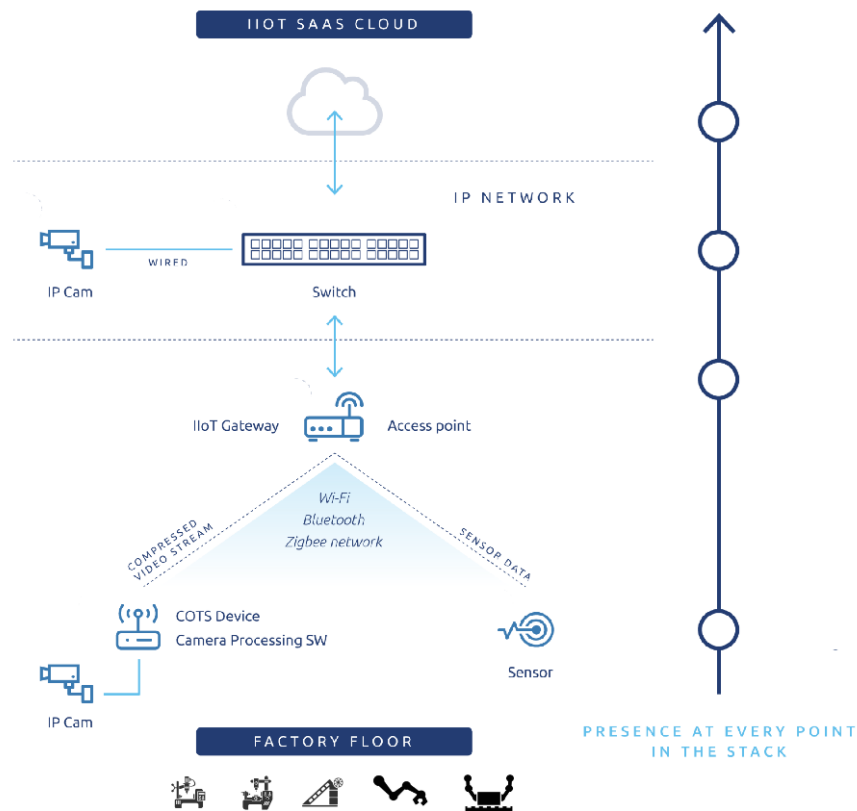 IIOT SAAS CLOUD
IP NETWORK
WIRED
IP Cam
Switch
IIoT Gateway
Access point
Wi-Fi
Bluetooth
Zigbee network
COMPRESSED
VIDEO STREAM
SENSOP DATA
COTS Device
Camera Processing SW
Sensor
IP Cam
FACTORY FLOOR
PRESENCE AT EVERY POINT
IN THE STACK